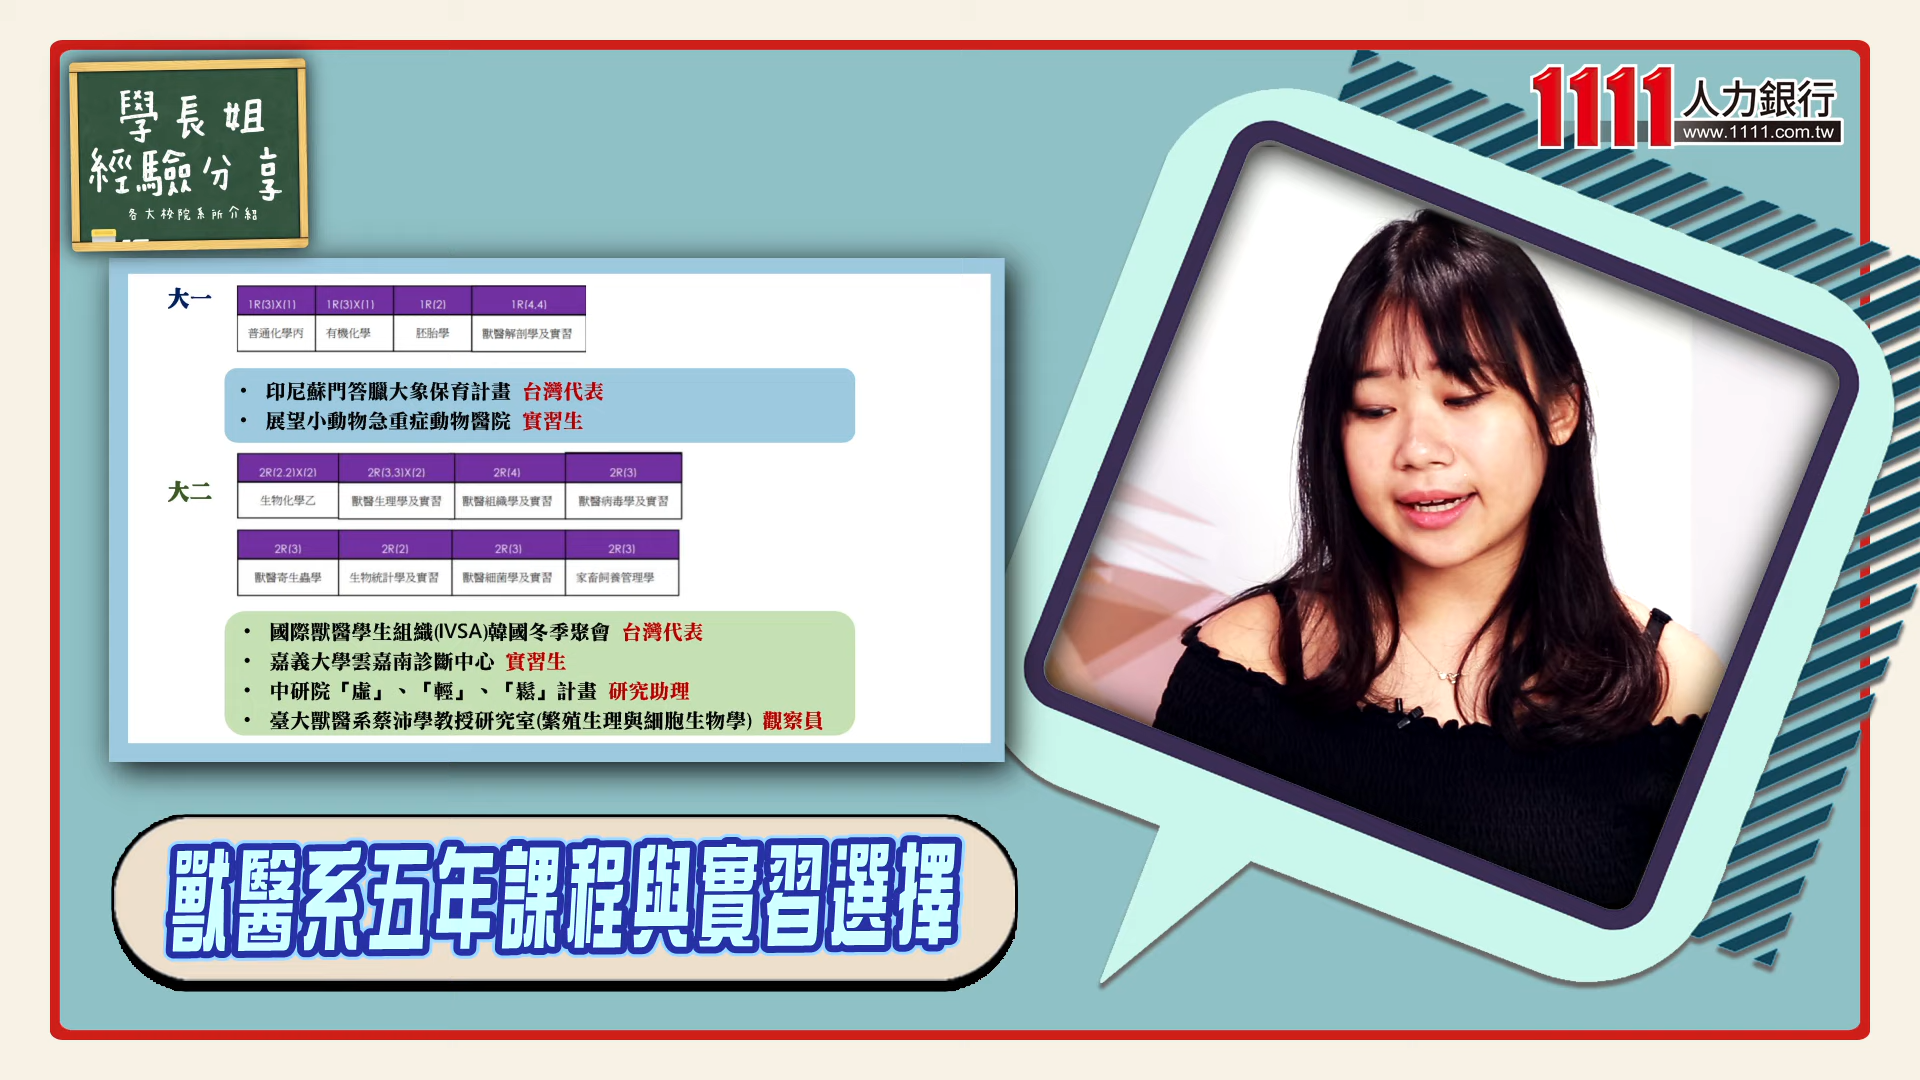 學長姐
經驗分享
各大校院系所介紹
1111 人力銀行
www.1111.com.tw
大一
1R(3)X(1) 1R(3)X(1) 1R(2) 1R(4.4)
普通化學丙 有機化學 胚胎學 獸醫解剖學及實習
• 印尼蘇門答臘大象保育計畫 台灣代表
• 展望小動物急重症動物醫院 實習生
大二
2R(2.2)X(2) 2R(3.3)X(2) 2R(4) 2R(3)
生物化學乙 獸醫生理學及實習 獸醫組織學及實習 獸醫病毒學及實習
2R(3) 2R(2) 2R(3) 2R(3)
獸醫寄生蟲學 生物統計學及實習 獸醫細菌學及實習 家畜飼養管理學
• 國際獸醫學生組織(IVSA)韓國冬季聚會 台灣代表
• 嘉義大學雲嘉南診斷中心 實習生
• 中研院「虛」、「輕」、「鬆」計畫 研究助理
• 臺大獸醫系蔡沛學教授研究室(繁殖生理與細胞生物學) 觀察員
獸醫系五年課程與實習選擇